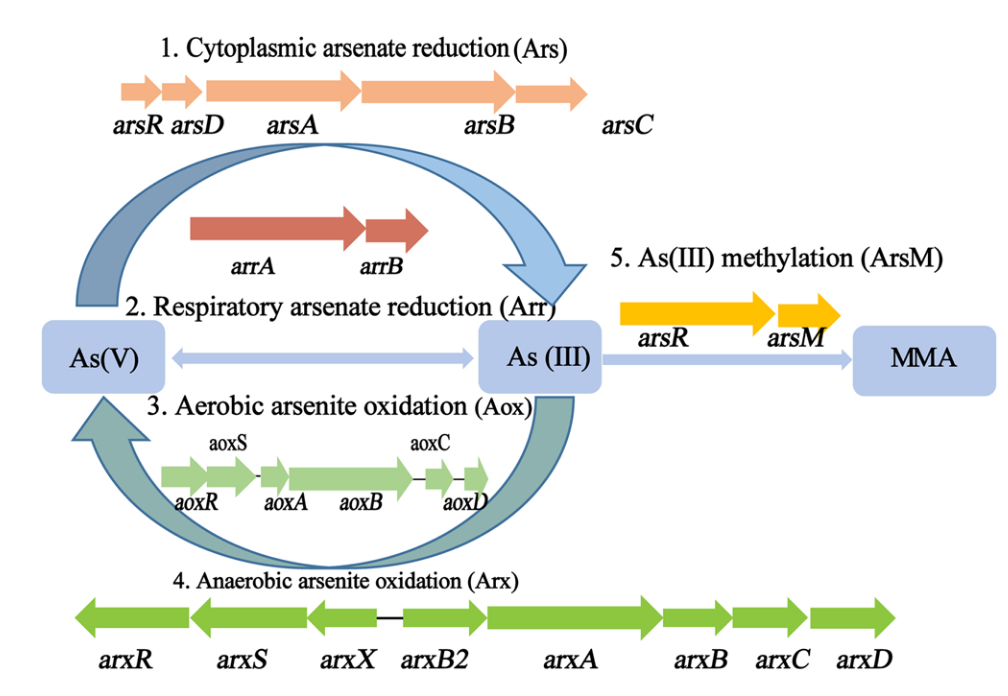 1. Cytoplasmic arsenate reduction (Ars)
arsR arsD arsA arsB arsC
arrA arrB
5. As(III) methylation (ArsM)
2. Respiratory arsenate reduction (Arr)
arsR arsM
As(V) As (III) MMA
3. Aerobic arsenite oxidation (Aox)
aoxS aoxC
aoxR aoxA aoxB aoxD
4. Anaerobic arsenite oxidation (Arx)
arxR arxS arxX arxB2 arxA arxB arxC arxD